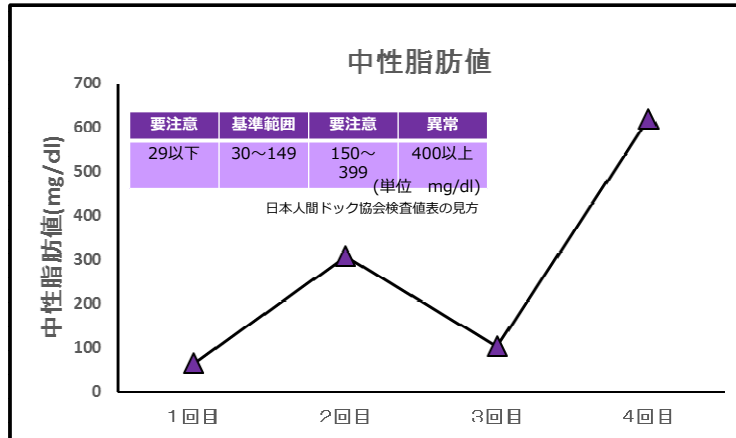 中性脂肪値
中性脂肪値(mg/dl)
700
600
500
400
300
200
100
0
要注意 基準範囲 要注意 異常
29以下 30～149 150～ 400以上
399
(単位 mg/dl)
日本人間ドック協会検査値表の見方
1回目 2回目 3回目 4回目